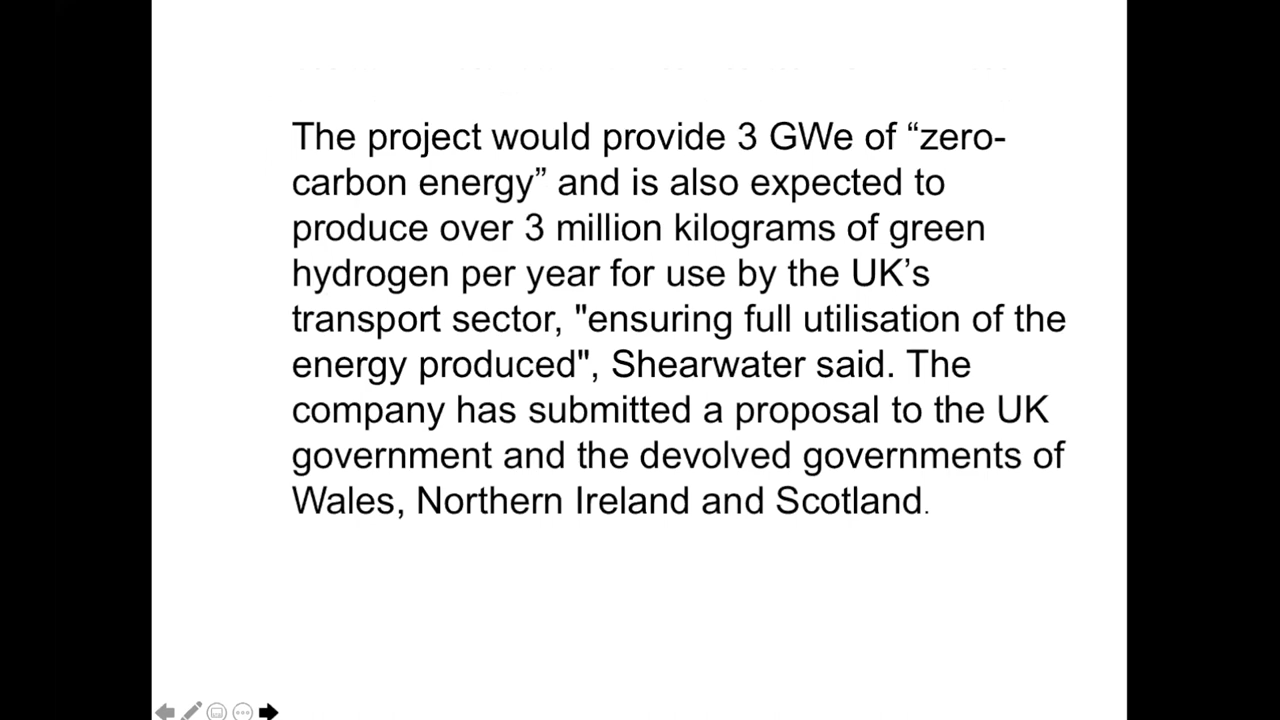 The project would provide 3 GWe of “zero-
carbon energy” and is also expected to
produce over 3 million kilograms of green
hydrogen per year for use by the UK’s
transport sector, "ensuring full utilisation of the
energy produced", Shearwater said. The
company has submitted a proposal to the UK
government and the devolved governments of
Wales, Northern Ireland and Scotland.